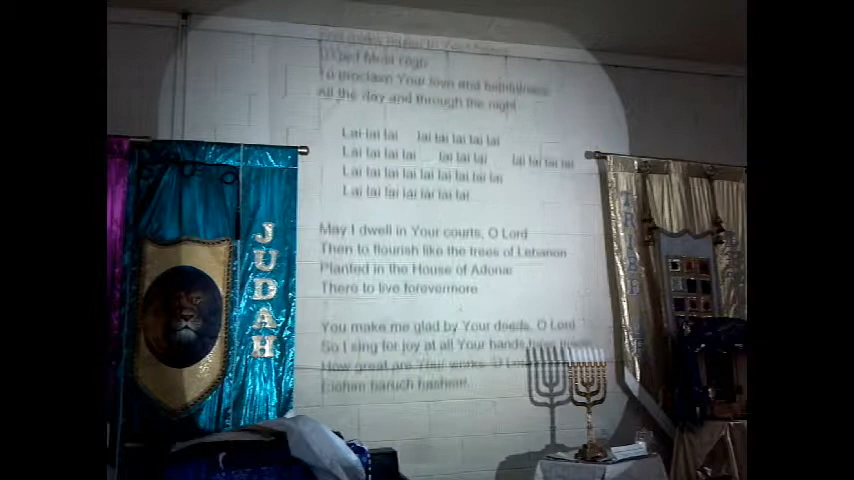 O God Most High
To proclaim Your love and faithfulness
All the day and through the night
Lai lai lai lai lai lai lai lai
Lai lai lai lai lai lai lai lai lai lai lai
Lai lai lai lai lai lai lai lai
Lai lai lai lai lai lai lai
May I dwell in Your courts, O Lord
Then to flourish like the trees of Lebanon
Planted in the House of Adonai
There to live forevermore
You make me glad by Your deeds, O Lord
So I sing for joy at all Your hands
How great are Your works, O
baruch hashem
JUDAH
TRIBE